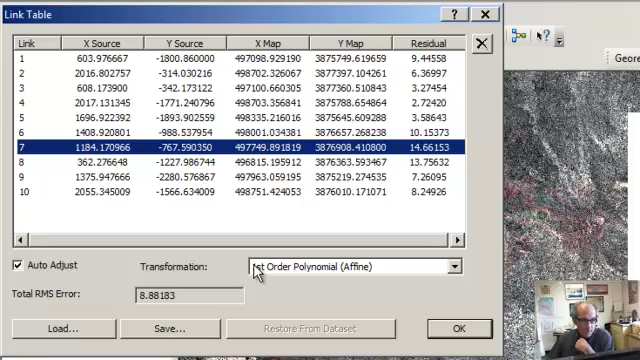 Link Table
Link X Source Y Source X Map Y Map Residual
1 603.976667 -1800.860000 497098.929190 3875749.619659 9.44558
2 2016.802757 -314.030216 498702.326067 3877397.104261 6.36997
3 608.173900 -342.173122 497100.660305 3877360.510082 3.27454
4 2017.131345 -1771.240796 498703.356841 3875788.654864 2.72420
5 1696.922392 -1893.902559 498335.216015 3875645.609288 3.58643
6 1408.920801 -988.537954 498001.034381 3876657.268238 10.15373
7 1184.170966 -767.590350 497749.891819 3876908.410800 14.66153
8 362.276648 -1227.986744 496815.195912 3876363.593467 13.75632
9 1375.947566 -2280.576867 497963.059195 3875219.274535 7.26095
10 2055.345009 -1566.634009 498751.424053 3876010.171071 8.24926
Auto Adjust Transformation: 1st Order Polynomial (Affine)
Total RMS Error: 8.88183
Load... Save... Restore From Dataset OK
Geore